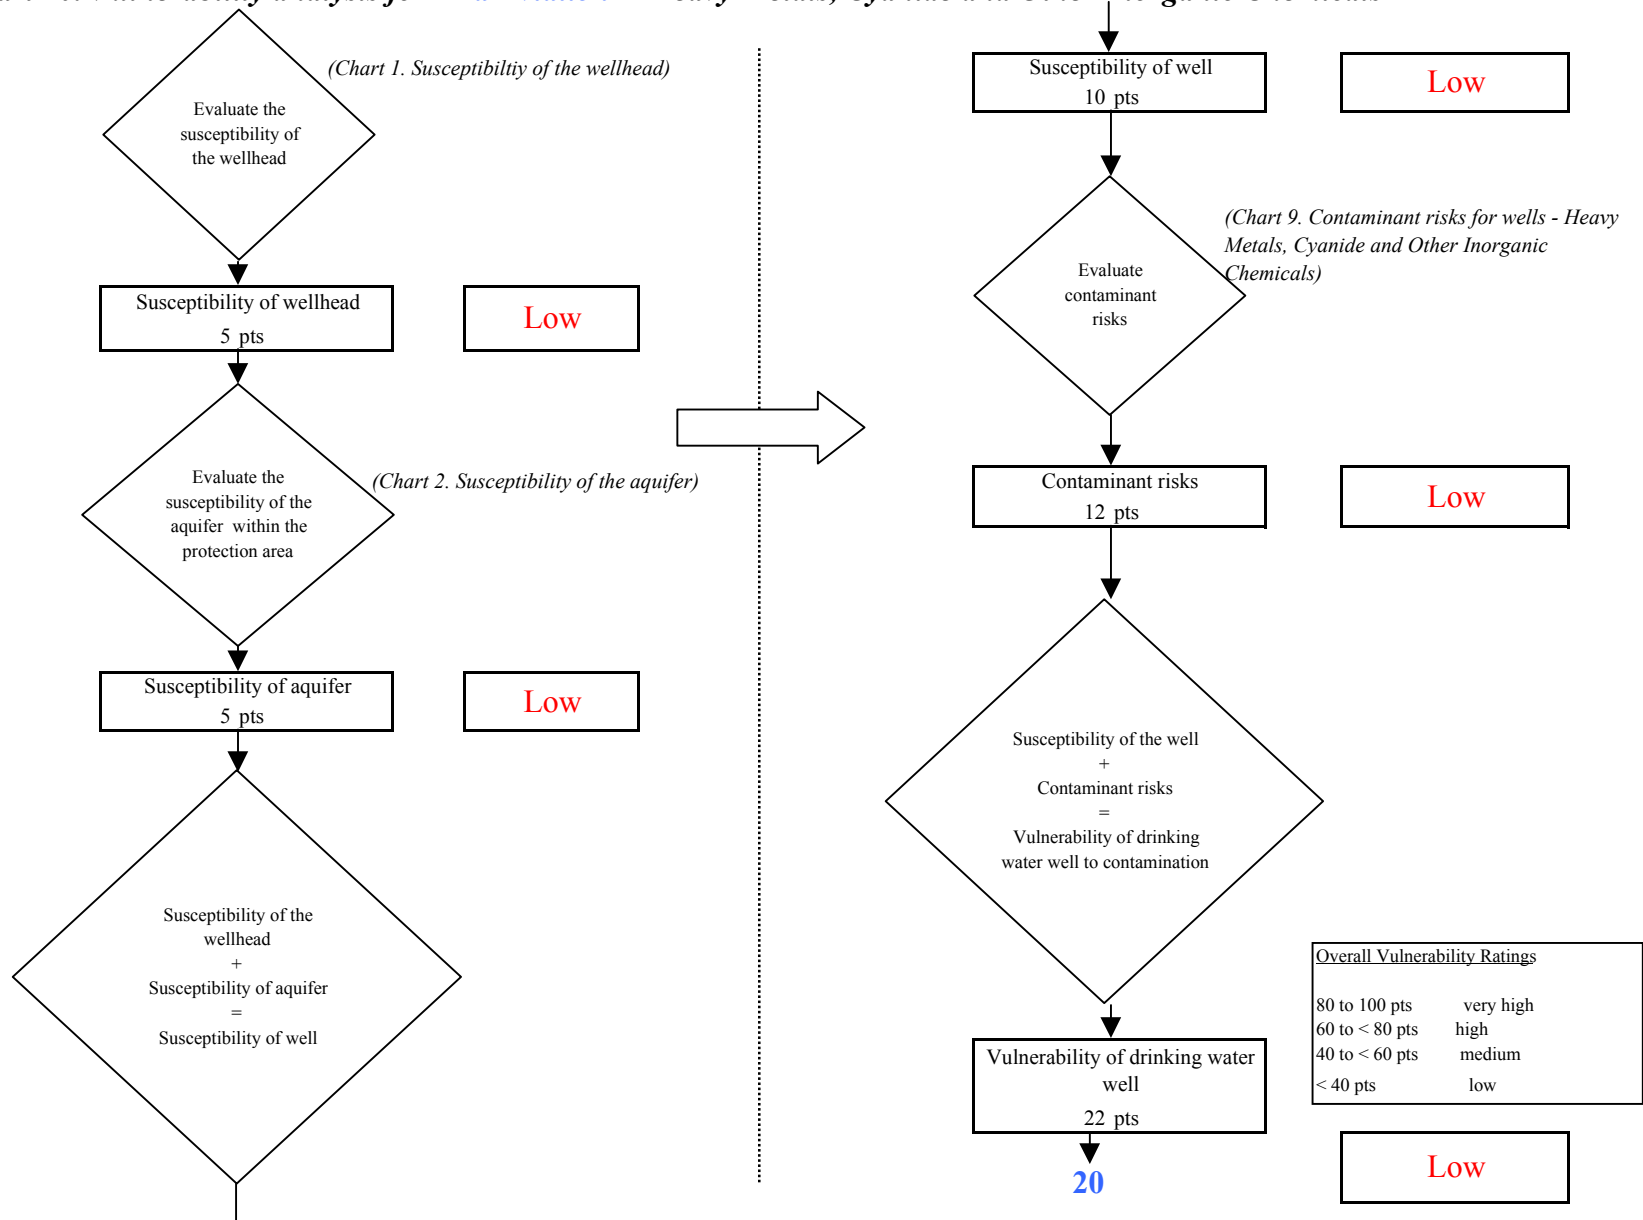 (Chart 1. Susceptibiltiy of the wellhead)
Evaluate the
susceptibility of
the wellhead
Susceptibility of wellhead
5 pts
Low
Evaluate the
susceptibility of the
aquifer within the
protection area
(Chart 2. Susceptibility of the aquifer)
Susceptibility of aquifer
5 pts
Low
Susceptibility of the
wellhead
+
Susceptibility of aquifer
=
Susceptibility of well
Susceptibility of well
10 pts
Low
(Chart 9. Contaminant risks for wells - Heavy
Metals, Cyanide and Other Inorganic
Chemicals)
Evaluate
contaminant
risks
Contaminant risks
12 pts
Low
Susceptibility of the well
+
Contaminant risks
=
Vulnerability of drinking
water well to contamination
Overall Vulnerability Ratings
80 to 100 pts very high
60 to < 80 pts high
40 to < 60 pts medium
< 40 pts low
Vulnerability of drinking water
well
22 pts
20
Low